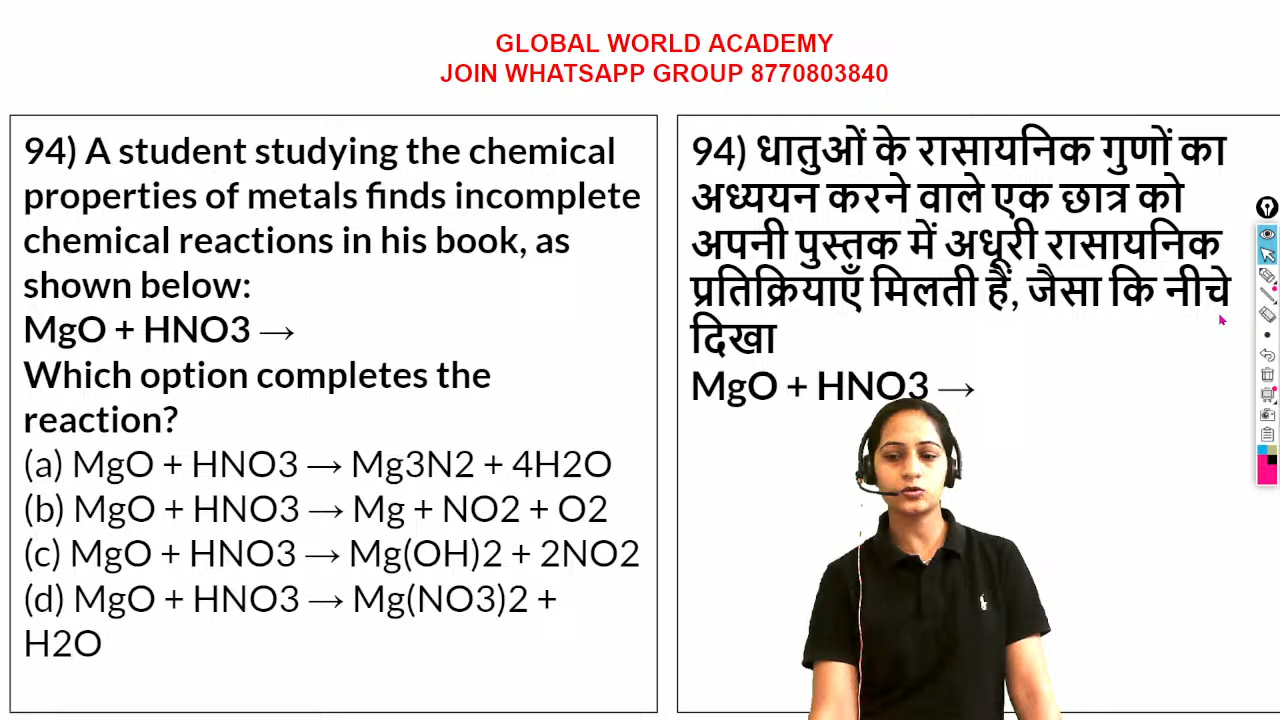 GLOBAL WORLD ACADEMY
JOIN WHATSAPP GROUP 8770803840
94) A student studying the chemical
properties of metals finds incomplete
chemical reactions in his book, as
shown below:
MgO + HNO3 →
Which option completes the
reaction?
(a) MgO + HNO3 → Mg3N2 + 4H2O
(b) MgO + HNO3 → Mg + NO2 + O2
(c) MgO + HNO3 → Mg(OH)2 + 2NO2
(d) MgO + HNO3 → Mg(NO3)2 +
H2O
94) धातुओं के रासायनिक गुणों का
अध्ययन करने वाले एक छात्र को
अपनी पुस्तक में अधूरी रासायनिक
प्रतिक्रियाएँ मिलती हैं, जैसा कि नीचे
दिखा
MgO + HNO3 →